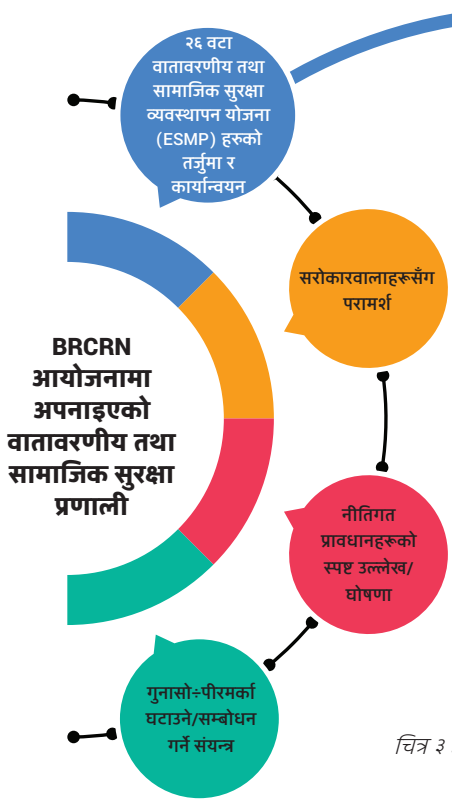 २६ वटा
वातावरणीय तथा
सामाजिक सुरक्षा
व्यवस्थापन योजना
(ESMP) हरुको
तर्जुमा र
कार्यान्वयन
सरोकारवालाहरूसँग
परामर्श
BRCRN
आयोजनामा
अपनाइएको
वातावरणीय तथा
सामाजिक सुरक्षा
प्रणाली
नीतिगत
प्रावधानहरूको
स्पष्ट उल्लेख/
घोषणा
गुनासो÷पीरमर्का
घटाउने/सम्बोधन
गर्ने संयन्त्र
चित्र ३